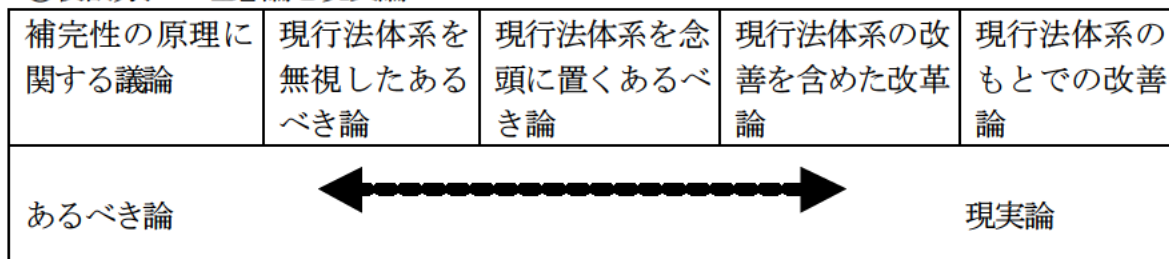 補完性の原理に関する議論
現行法体系を無視したあるべき論
現行法体系を念頭に置くあるべき論
現行法体系の改善を含めた改革論
現行法体系のもとでの改善論
あるべき論
現実論